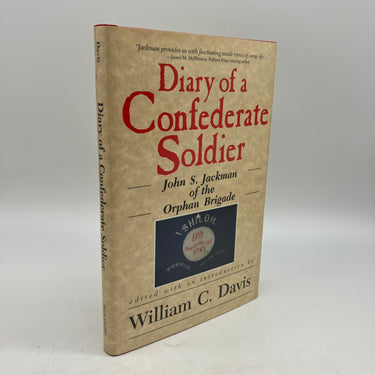 "Jackman provides us with fascinating inside views of camp life..."
—James M. McPherson, Pulitzer Prize-winning author
Diary of a
Confederate
Soldier
John S. Jackman
of the
Orphan Brigade
SHILOH
edited with an introduction by
William C. Davis
Davis
Diary of a Confederate Soldier